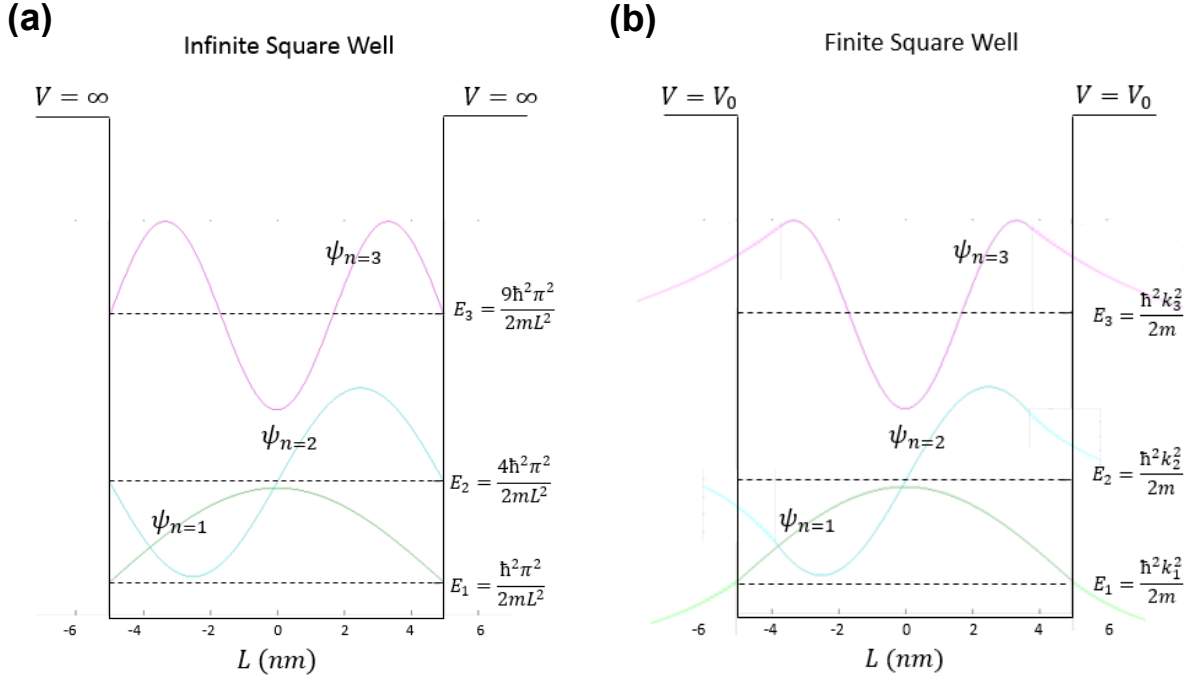 (a)
Infinite Square Well
V = ∞
V = ∞
ψn=3
E₃ = 9ħ²π²/2mL²
ψn=2
E₂ = 4ħ²π²/2mL²
ψn=1
E₁ = ħ²π²/2mL²
-6 -4 -2 0 2 4 6
L (nm)
(b)
Finite Square Well
V = V₀
V = V₀
ψn=3
E₃ = ħ²k₃²/2m
ψn=2
E₂ = ħ²k₂²/2m
ψn=1
E₁ = ħ²k₁²/2m
-6 -4 -2 0 2 4 6
L (nm)